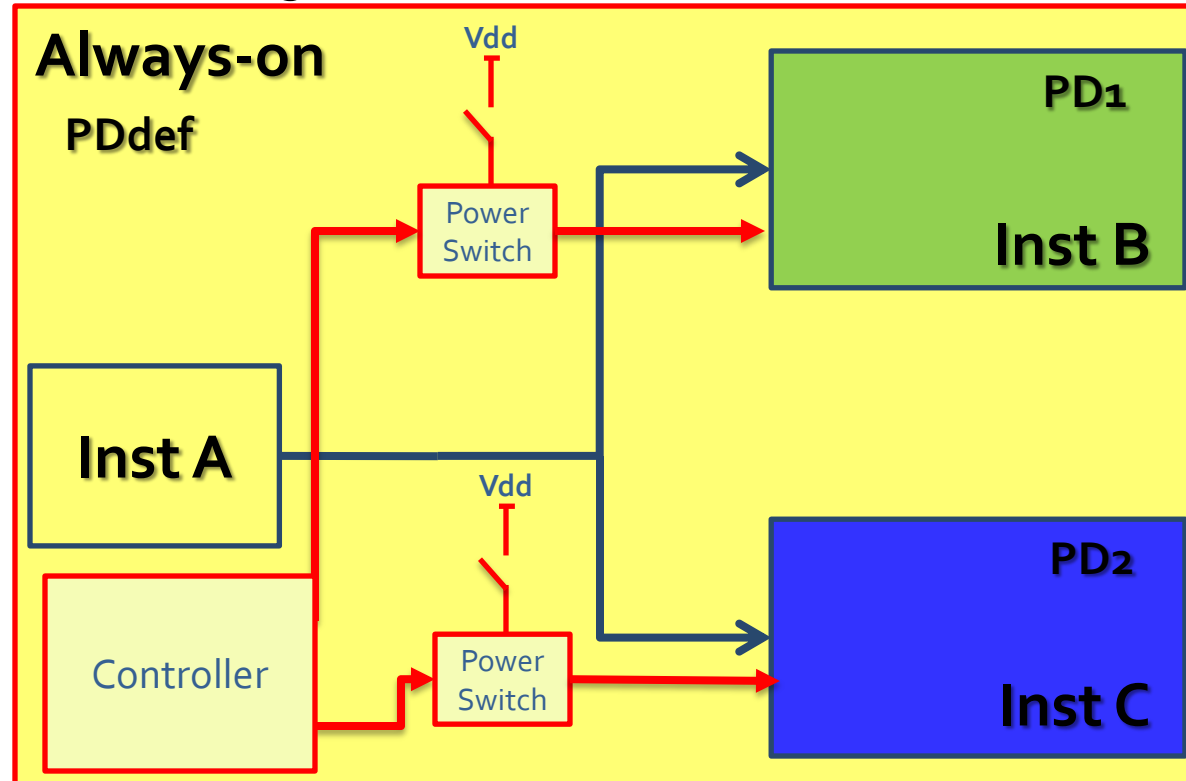 Always-on
PDdef
Vdd
PD1
Power
Switch
Inst B
Inst A
Vdd
PD2
Controller
Power
Switch
Inst C